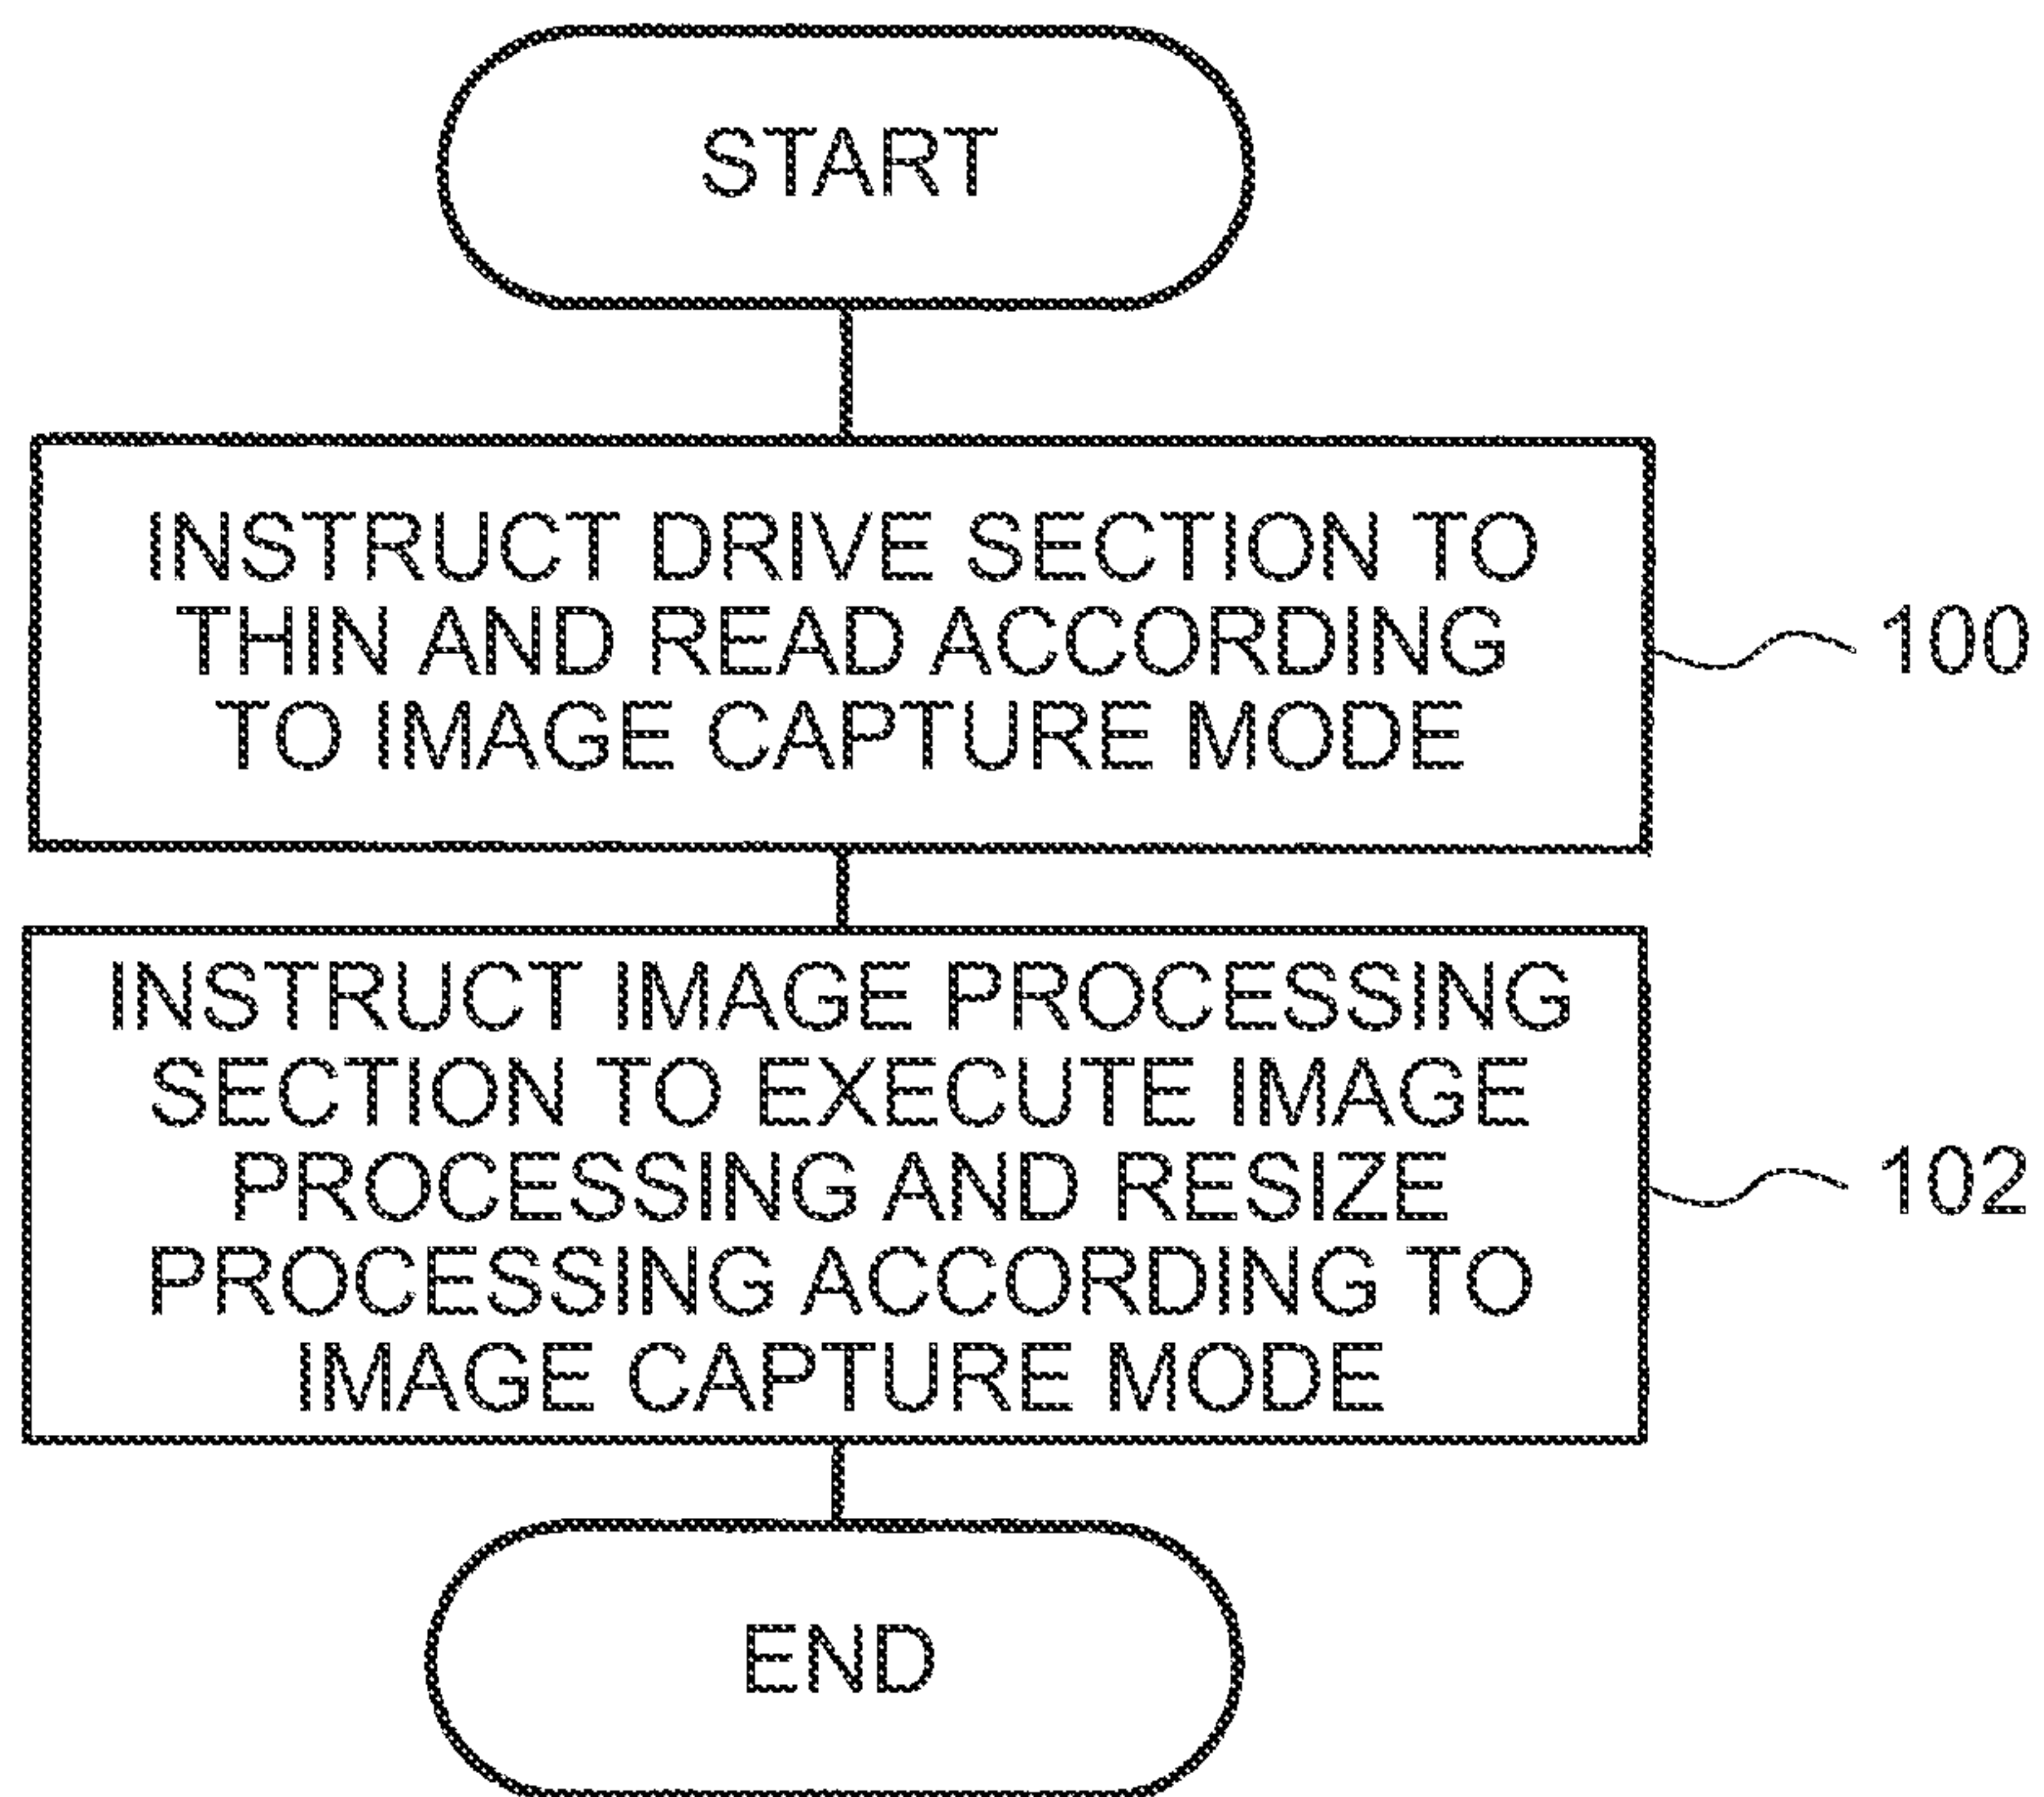 START
INSTRUCT DRIVE SECTION TO
THIN AND READ ACCORDING
TO IMAGE CAPTURE MODE
100
INSTRUCT IMAGE PROCESSING
SECTION TO EXECUTE IMAGE
PROCESSING AND RESIZE
PROCESSING ACCORDING TO
IMAGE CAPTURE MODE
102
END